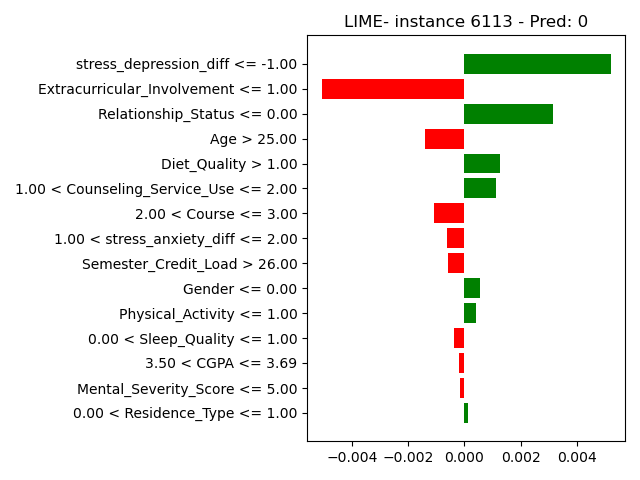 LIME- instance 6113 - Pred: 0
stress_depression_diff <= -1.00
Extracurricular_Involvement <= 1.00
Relationship_Status <= 0.00
Age > 25.00
Diet_Quality > 1.00
1.00 < Counseling_Service_Use <= 2.00
2.00 < Course <= 3.00
1.00 < stress_anxiety_diff <= 2.00
Semester_Credit_Load > 26.00
Gender <= 0.00
Physical_Activity <= 1.00
0.00 < Sleep_Quality <= 1.00
3.50 < CGPA <= 3.69
Mental_Severity_Score <= 5.00
0.00 < Residence_Type <= 1.00
−0.004 −0.002 0.000 0.002 0.004